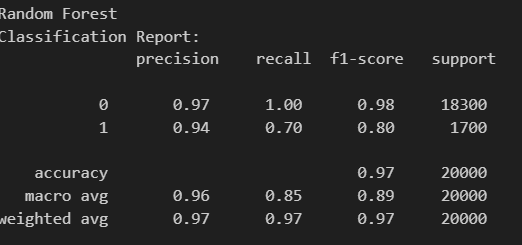 Random Forest
Classification Report:
precision recall f1-score support
0 0.97 1.00 0.98 18300
1 0.94 0.70 0.80 1700
accuracy 0.97 20000
macro avg 0.96 0.85 0.89 20000
weighted avg 0.97 0.97 0.97 20000